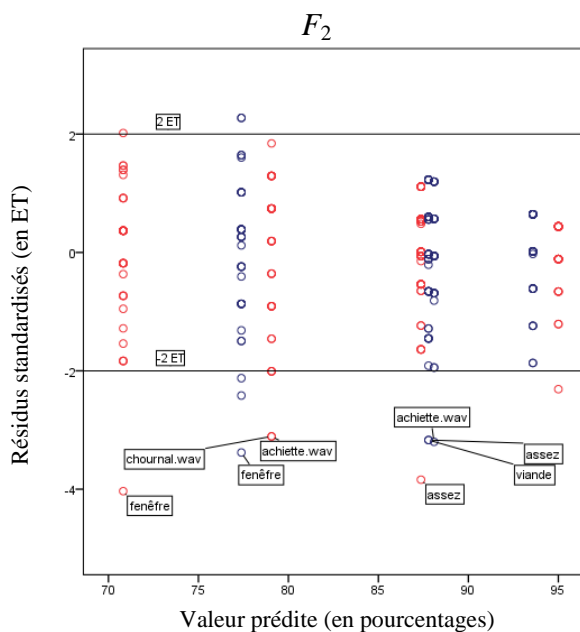 F₂
2 ET
2
0
-2 ET
-2
achiette.wav
chournal.wav
achiette.wav
assez
fenêfre
viande
assez
fenêfre
-4
70
75
80
85
90
95
Résidus standardisés (en ET)
Valeur prédite (en pourcentages)